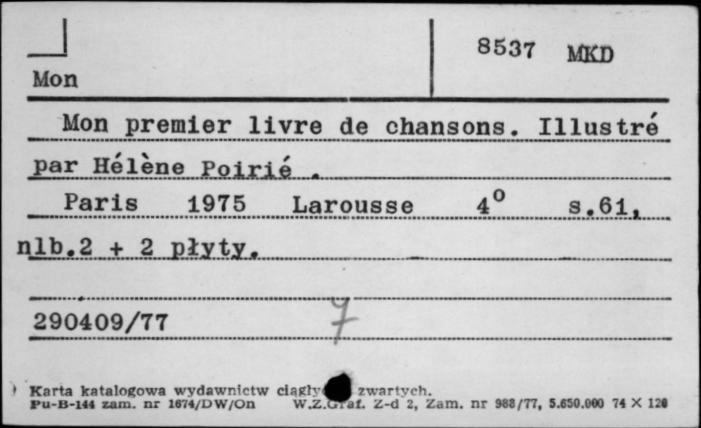 8537 MKD
Mon
Mon premier livre de chansons. Illustré
par Hélène Poirié .
Paris 1975 Larousse 4° s.61,
nlb.2 + 2 płyty.
290409/77 7
Karta katalogowa wydawnictw zwartych.
Pu-B-144 zam. nr 1674/DW/On W.Z.Graf. Z-d 2, Zam. nr 988/77, 5.650.000 74 X 120